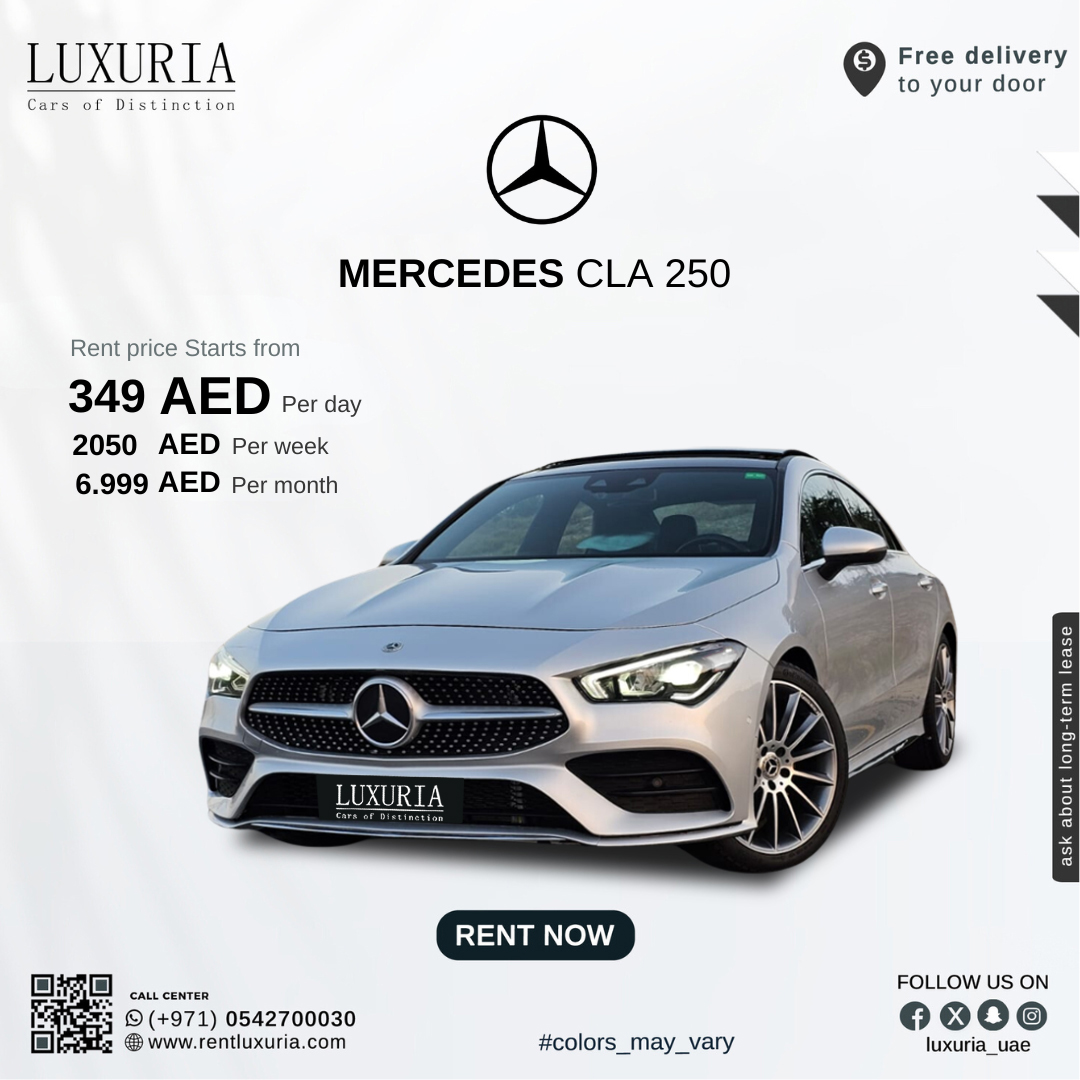 LUXURIA
Cars of Distinction
Free delivery
to your door
MERCEDES CLA 250
Rent price Starts from
349 AED Per day
2050 AED Per week
6.999 AED Per month
LUXURIA
Cars of Distinction
ask about long-term lease
RENT NOW
CALL CENTER
(+971) 0542700030
www.rentluxuria.com
#colors_may_vary
FOLLOW US ON
luxuria_uae